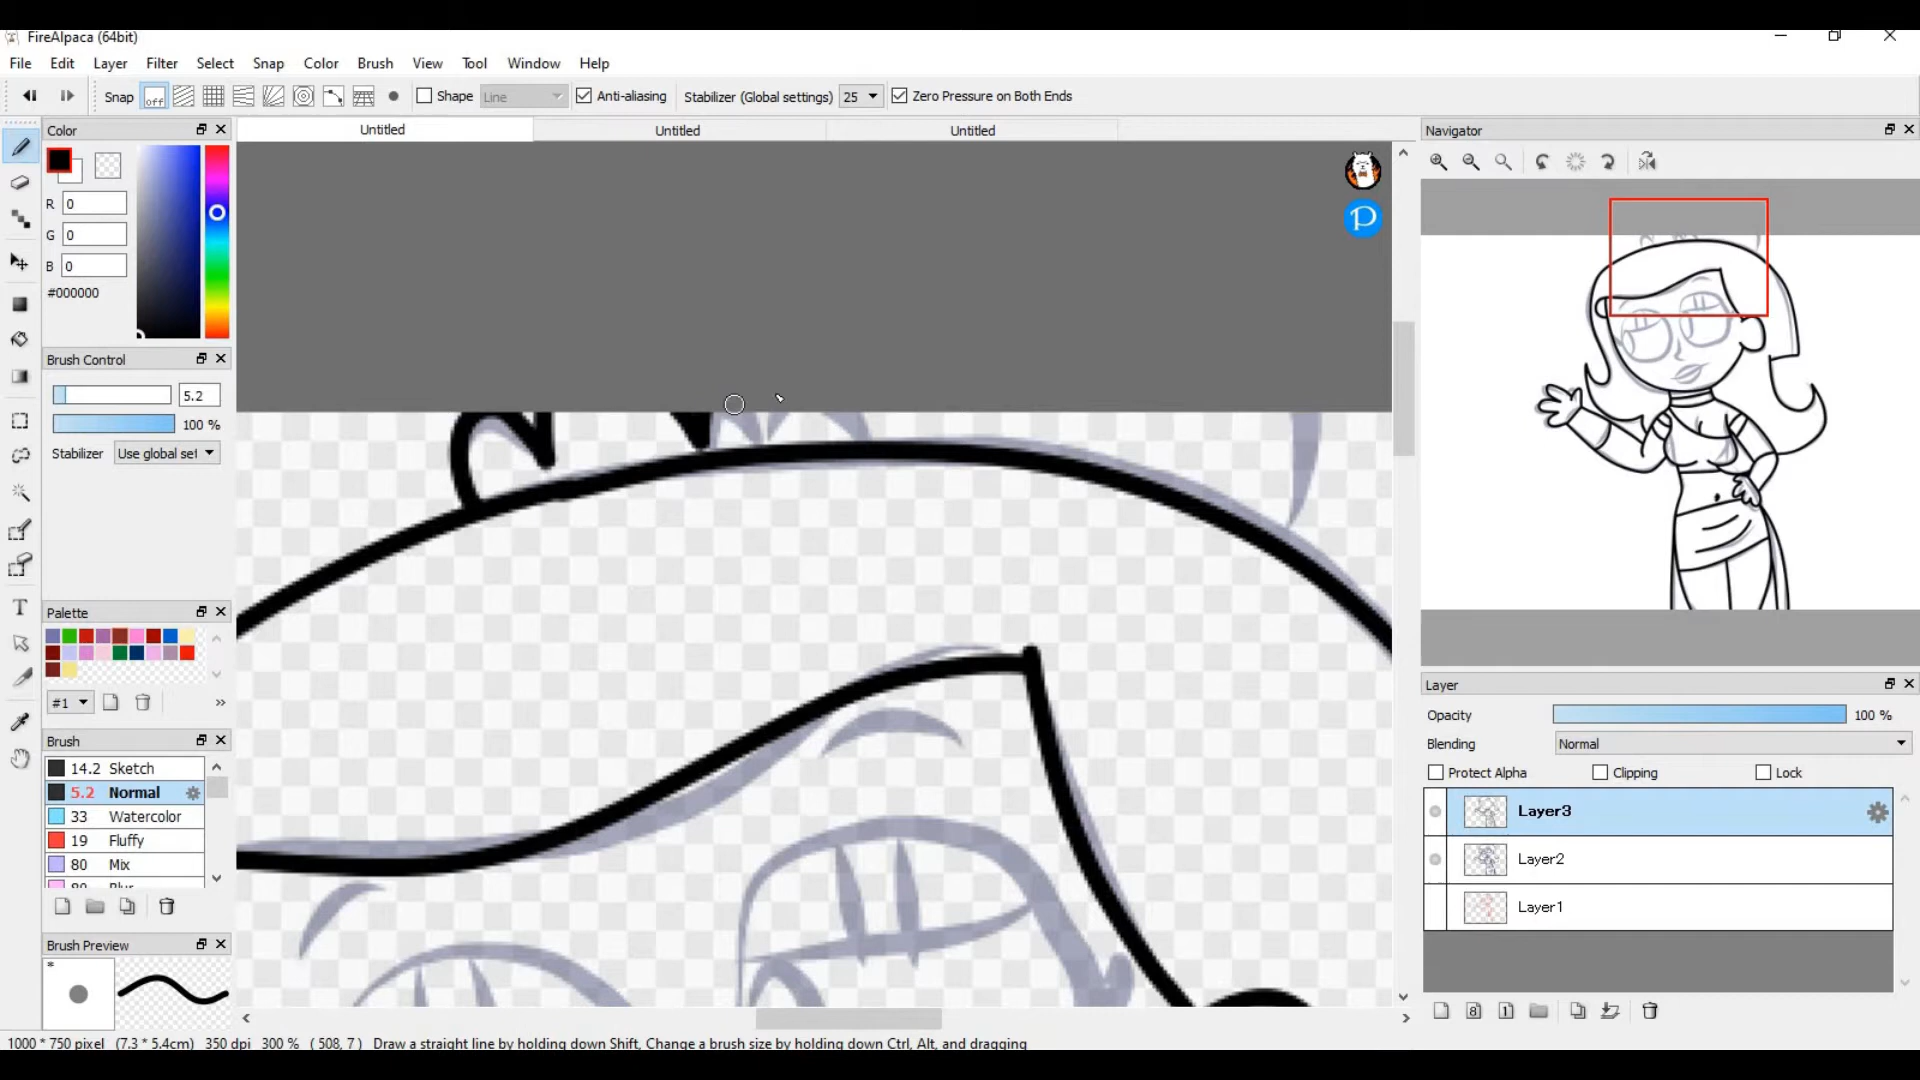 FireAlpaca (64bit)
File Edit Layer Filter Select Snap Color Brush View Tool Window Help
Snap off Shape Line Anti-aliasing Stabilizer (Global settings) 25 Zero Pressure on Both Ends
Color
Untitled Untitled Untitled
Navigator
R 0
G 0
B 0
#000000
P
Brush Control
5.2
100 %
Stabilizer Use global set
Palette
#1
»
Brush
14.2 Sketch
5.2 Normal
33 Watercolor
19 Fluffy
80 Mix
Brush Preview
*
Layer
Opacity 100 %
Blending Normal
Protect Alpha Clipping Lock
Layer3
Layer2
Layer1
8 1
T
1000 * 750 pixel (7.3 * 5.4cm) 350 dpi 300 % ( 508, 7 ) Draw a straight line by holding down Shift, Change a brush size by holding down Ctrl, Alt, and dragging